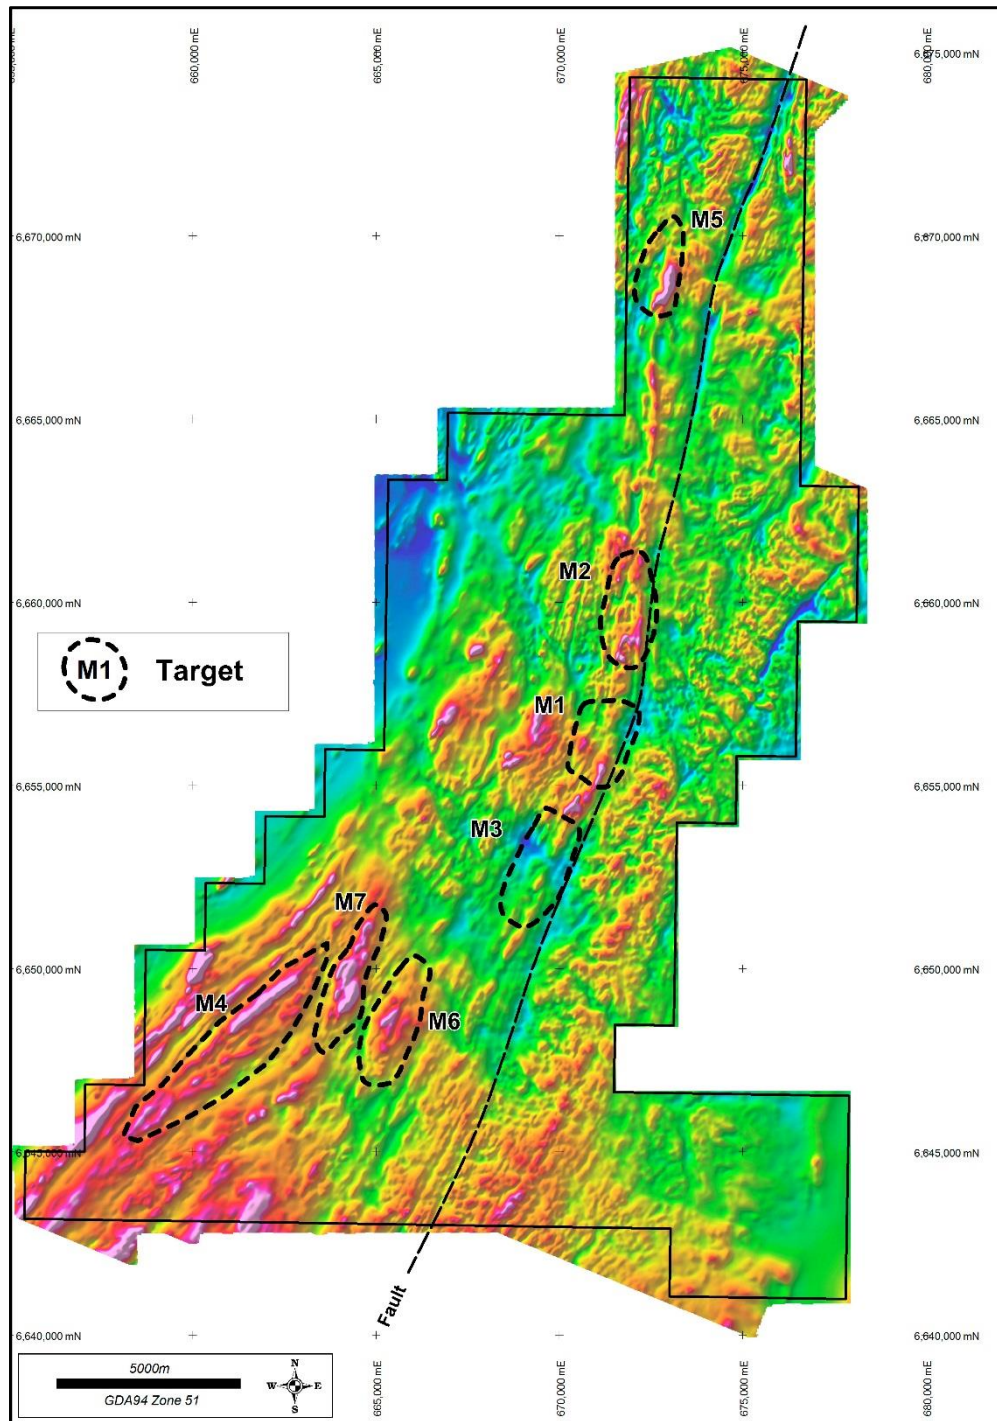 660,000 mE
665,000 mE
670,000 mE
675,000 mE
680,000 mE
6,675,000 mN
6,670,000 mN
M5
6,670,000 mN
6,665,000 mN
6,665,000 mN
M2
6,660,000 mN
6,660,000 mN
M1 Target
M1
6,655,000 mN
6,655,000 mN
M3
M7
6,650,000 mN
6,650,000 mN
M4
M6
6,645,000 mN
6,645,000 mN
Fault
6,640,000 mN
6,640,000 mN
5000m
GDA94 Zone 51
N
W E
S
665,000 mE
670,000 mE
675,000 mE
680,000 mE